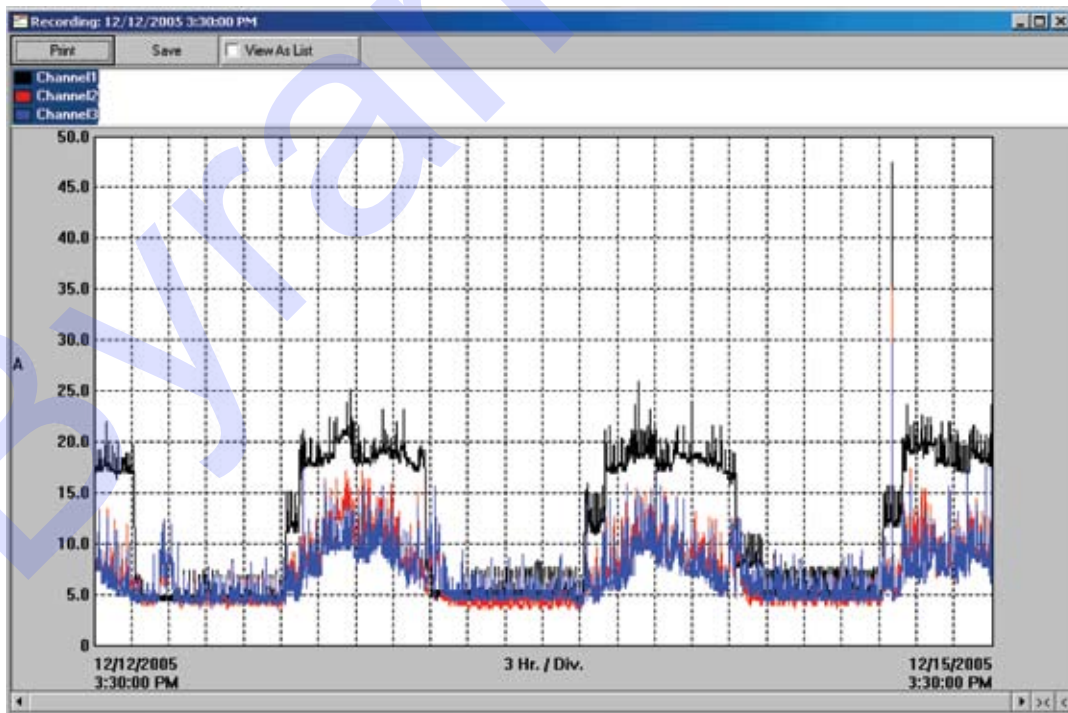 Recording: 12/12/2005 3:30:00 PM
Print Save View As List
Channel1
Channel2
Channel3
50.0
45.0
40.0
35.0
30.0
A
25.0
20.0
15.0
10.0
5.0
0
12/12/2005 3 Hr. / Div. 12/15/2005
3:30:00 PM 3:30:00 PM
Byram